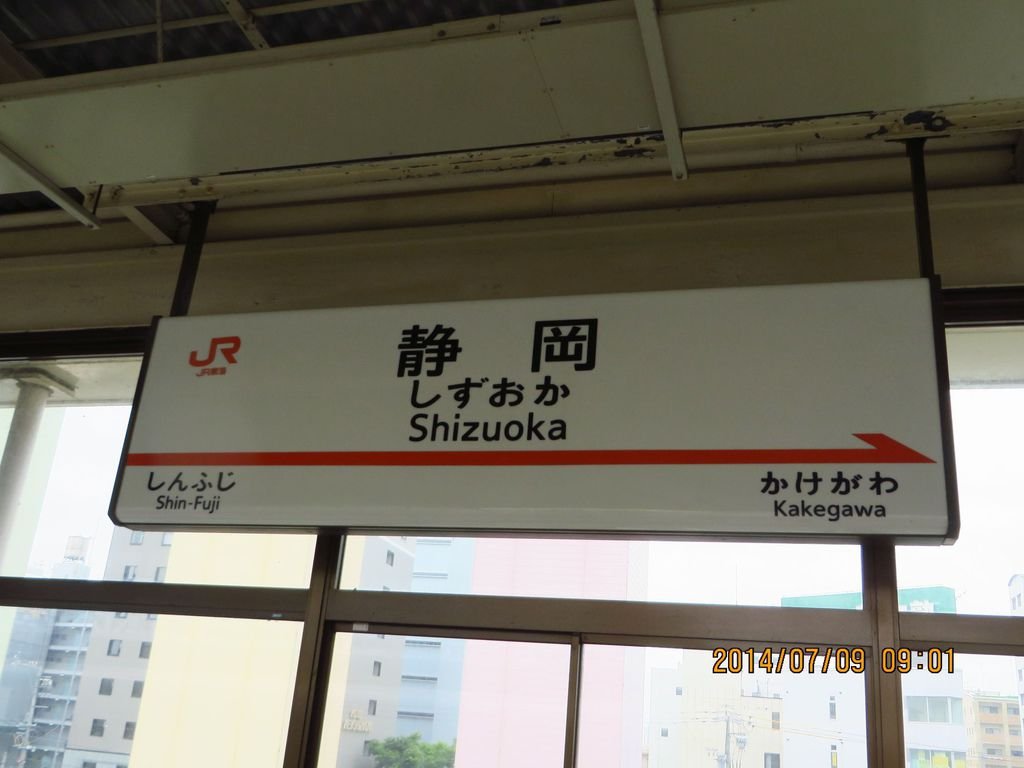 JR
JR東海
静岡
しずおか
Shizuoka
しんふじ
Shin-Fuji
かけがわ
Kakegawa
2014/07/09 09:01